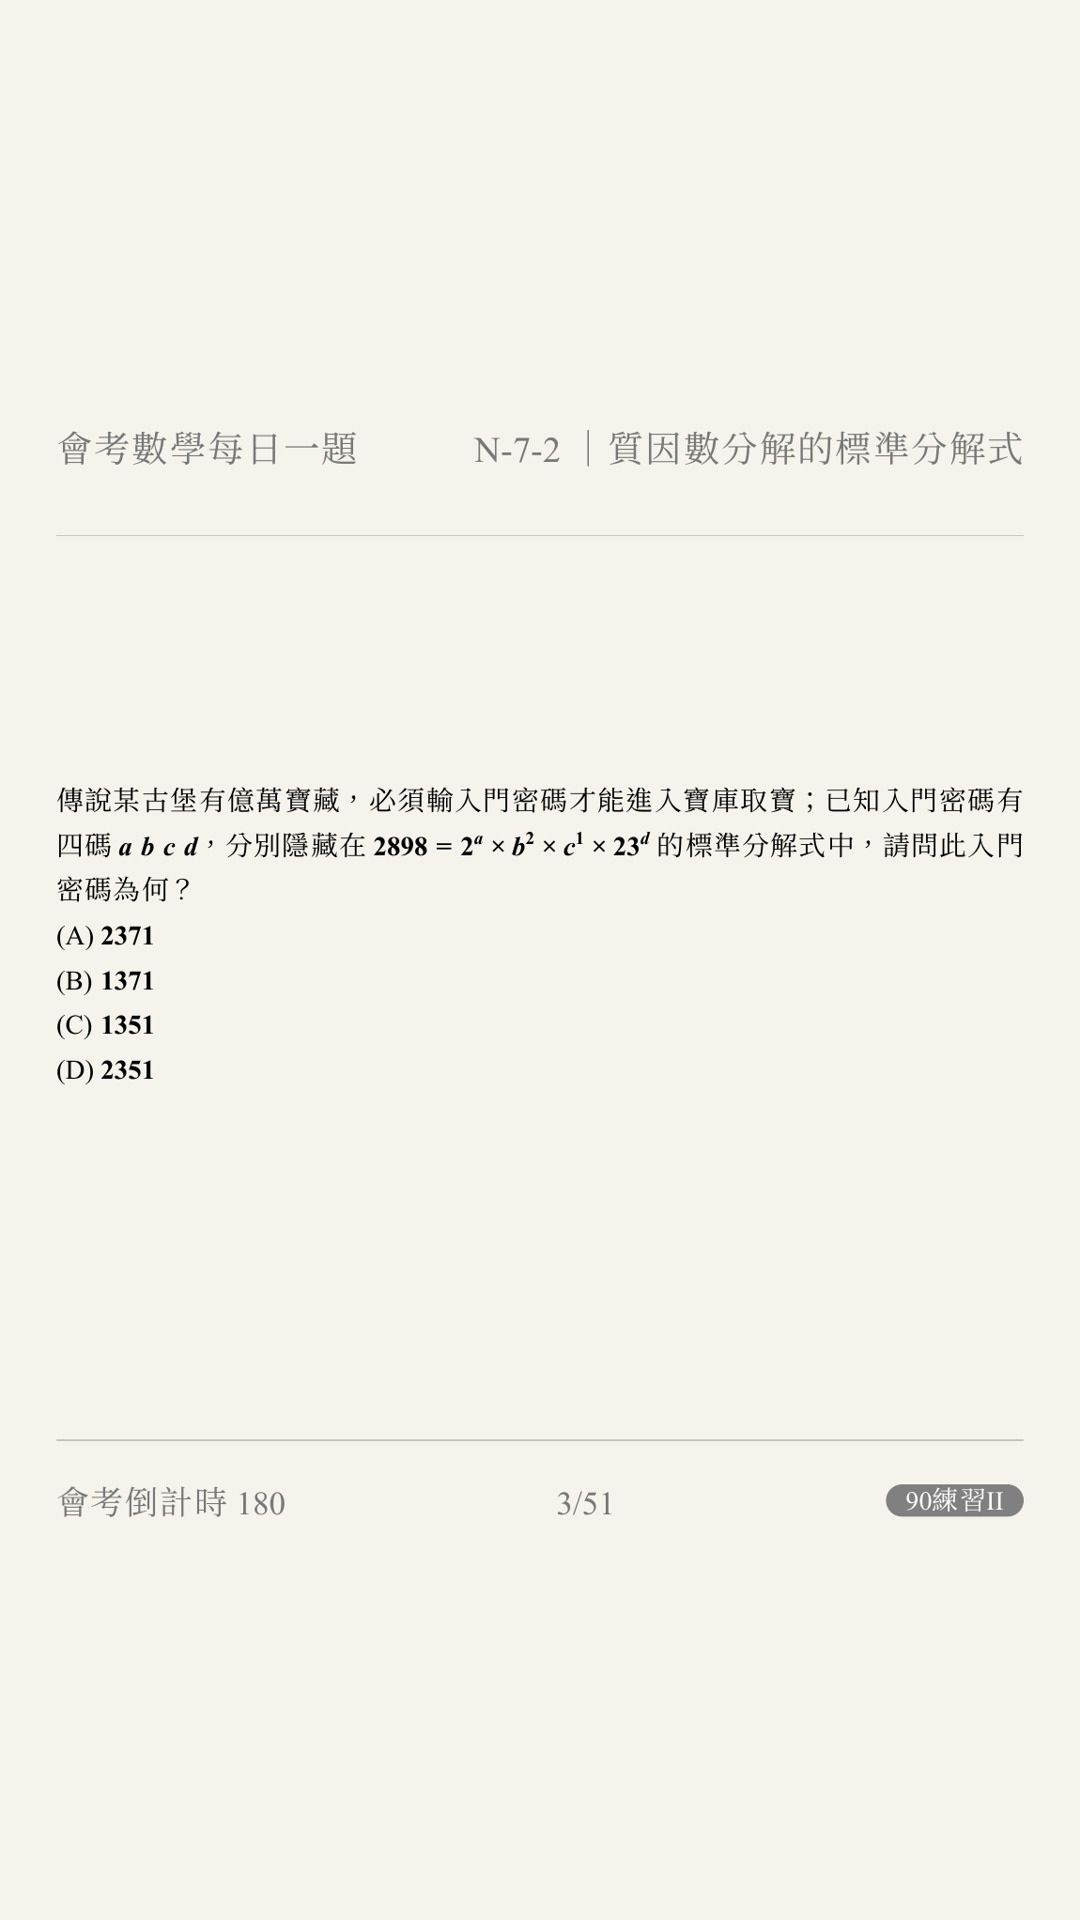 會考數學每日一題
N-7-2｜質因數分解的標準分解式
傳說某古堡有億萬寶藏，必須輸入門密碼才能進入寶庫取寶；已知入門密碼有
四碼 a b c d，分別隱藏在 2898 = 2ᵃ × b² × c¹ × 23ᵈ 的標準分解式中，請問此入門
密碼為何？
(A) 2371
(B) 1371
(C) 1351
(D) 2351
會考倒計時 180
3/51
90練習II